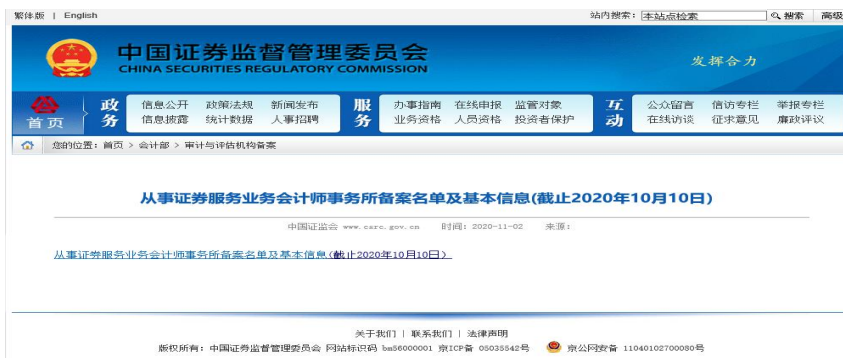 繁体版 | English 站内搜索: 本站点检索 搜索 高级
中国证券监督管理委员会
CHINA SECURITIES REGULATORY COMMISSION
发挥合力
首页 政务 信息公开 政策法规 新闻发布 服务 办事指南 在线申报 监管对象 互动 公众留言 信访专栏 举报专栏
信息披露 统计数据 人事招聘 业务资格 人员资格 投资者保护 在线访谈 征求意见 廉政评议
您的位置: 首页 > 会计部 > 审计与评估机构备案
从事证券服务业务会计师事务所备案名单及基本信息(截止2020年10月10日)
中国证监会 www.csrc.gov.cn 时间: 2020-11-02 来源:
从事证券服务业务会计师事务所备案名单及基本信息(截止2020年10月10日)
关于我们 | 联系我们 | 法律声明
版权所有: 中国证券监督管理委员会 网站标识码 bm56000001 京ICP备 05035542号 京公网安备 11040102700080号